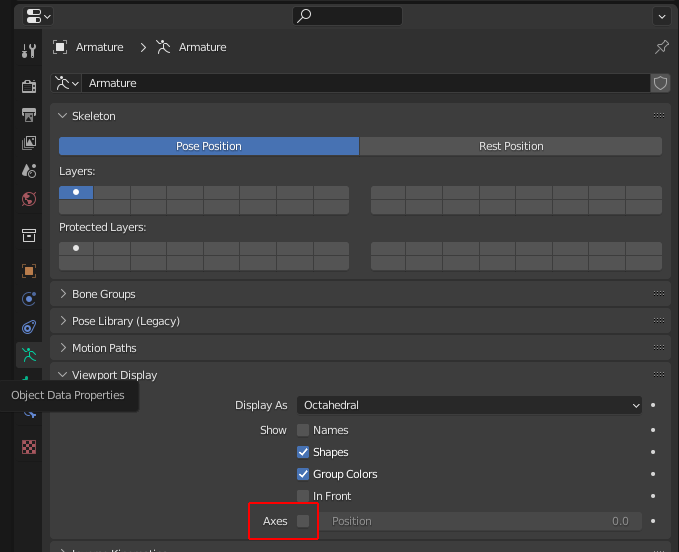 Armature > Armature
Armature
Skeleton
Pose Position Rest Position
Layers:
Protected Layers:
Bone Groups
Pose Library (Legacy)
Motion Paths
Viewport Display
Object Data Properties
Display As Octahedral
Show Names
Shapes
Group Colors
In Front
Axes Position 0.0